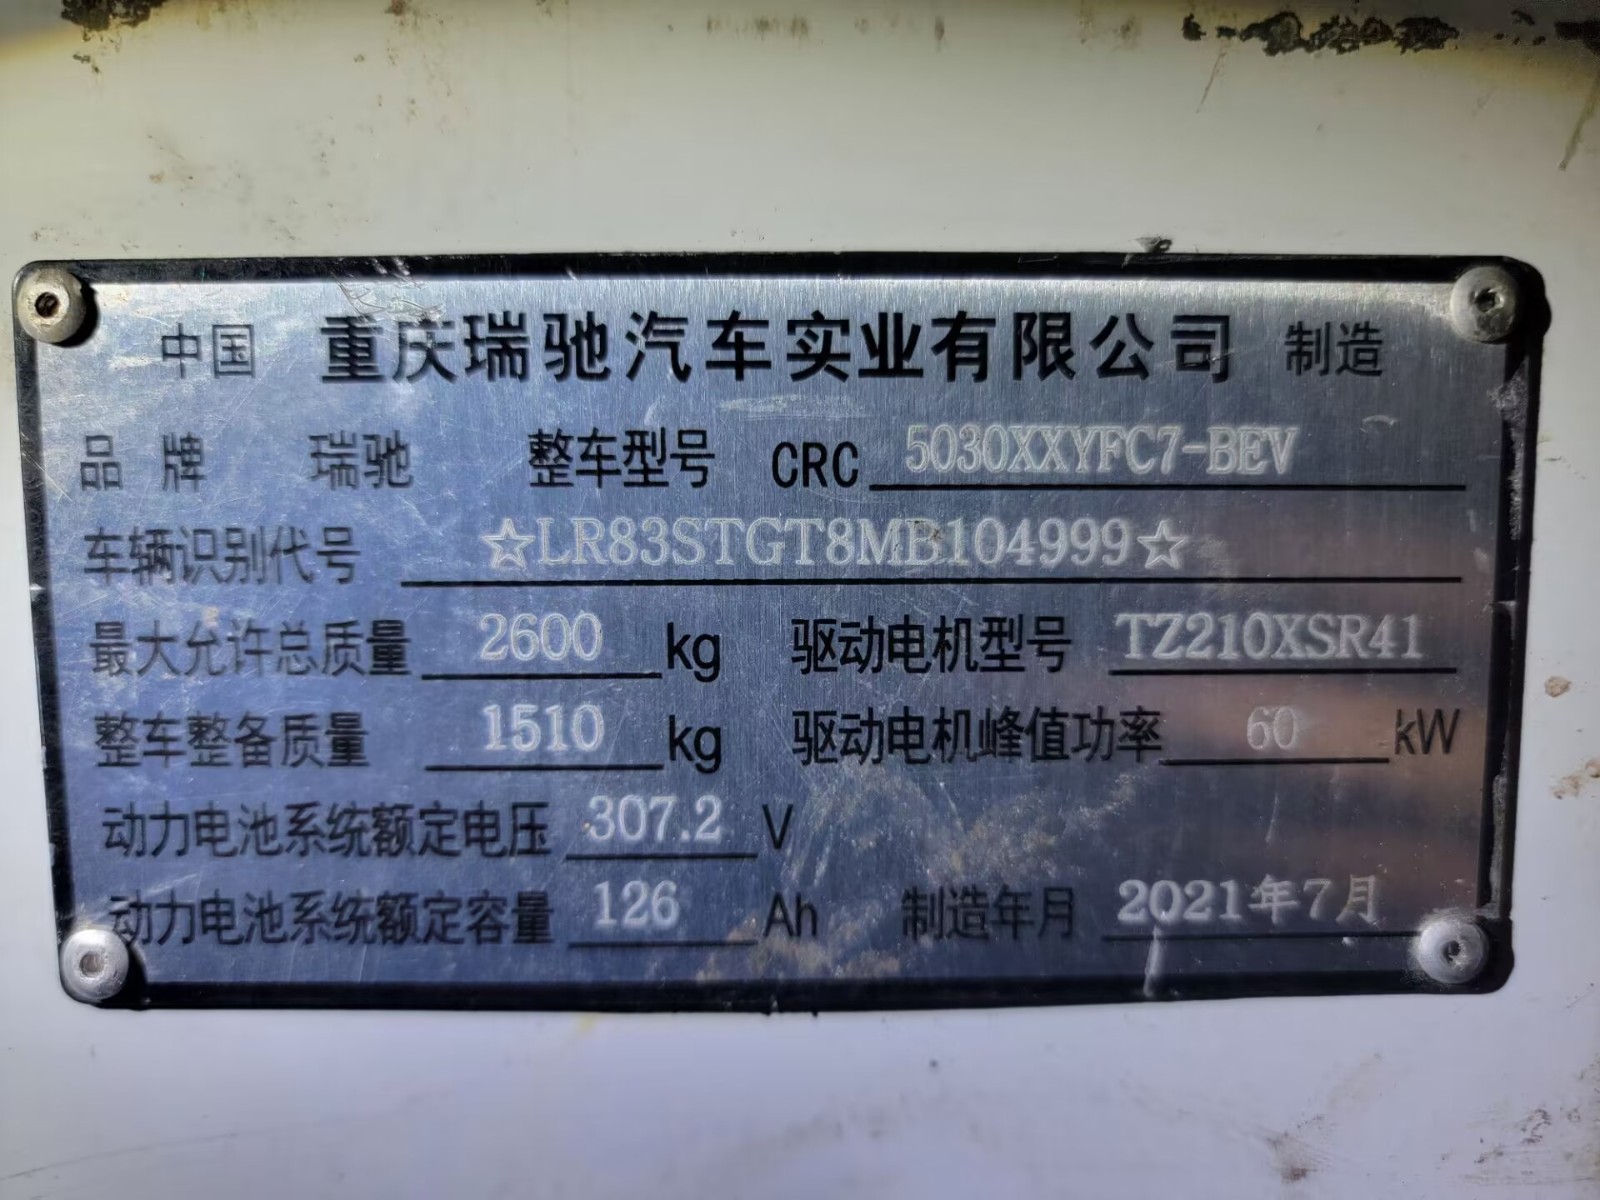 中国 重庆瑞驰汽车实业有限公司 制造
品牌 瑞驰 整车型号 CRC 5030XXYFC7-BEV
车辆识别代号 ☆LR83STGT8MB104999☆
最大允许总质量 2600 kg 驱动电机型号 TZ210XSR41
整车整备质量 1510 kg 驱动电机峰值功率 60 kW
动力电池系统额定电压 307.2 V
动力电池系统额定容量 126 Ah 制造年月 2021年7月